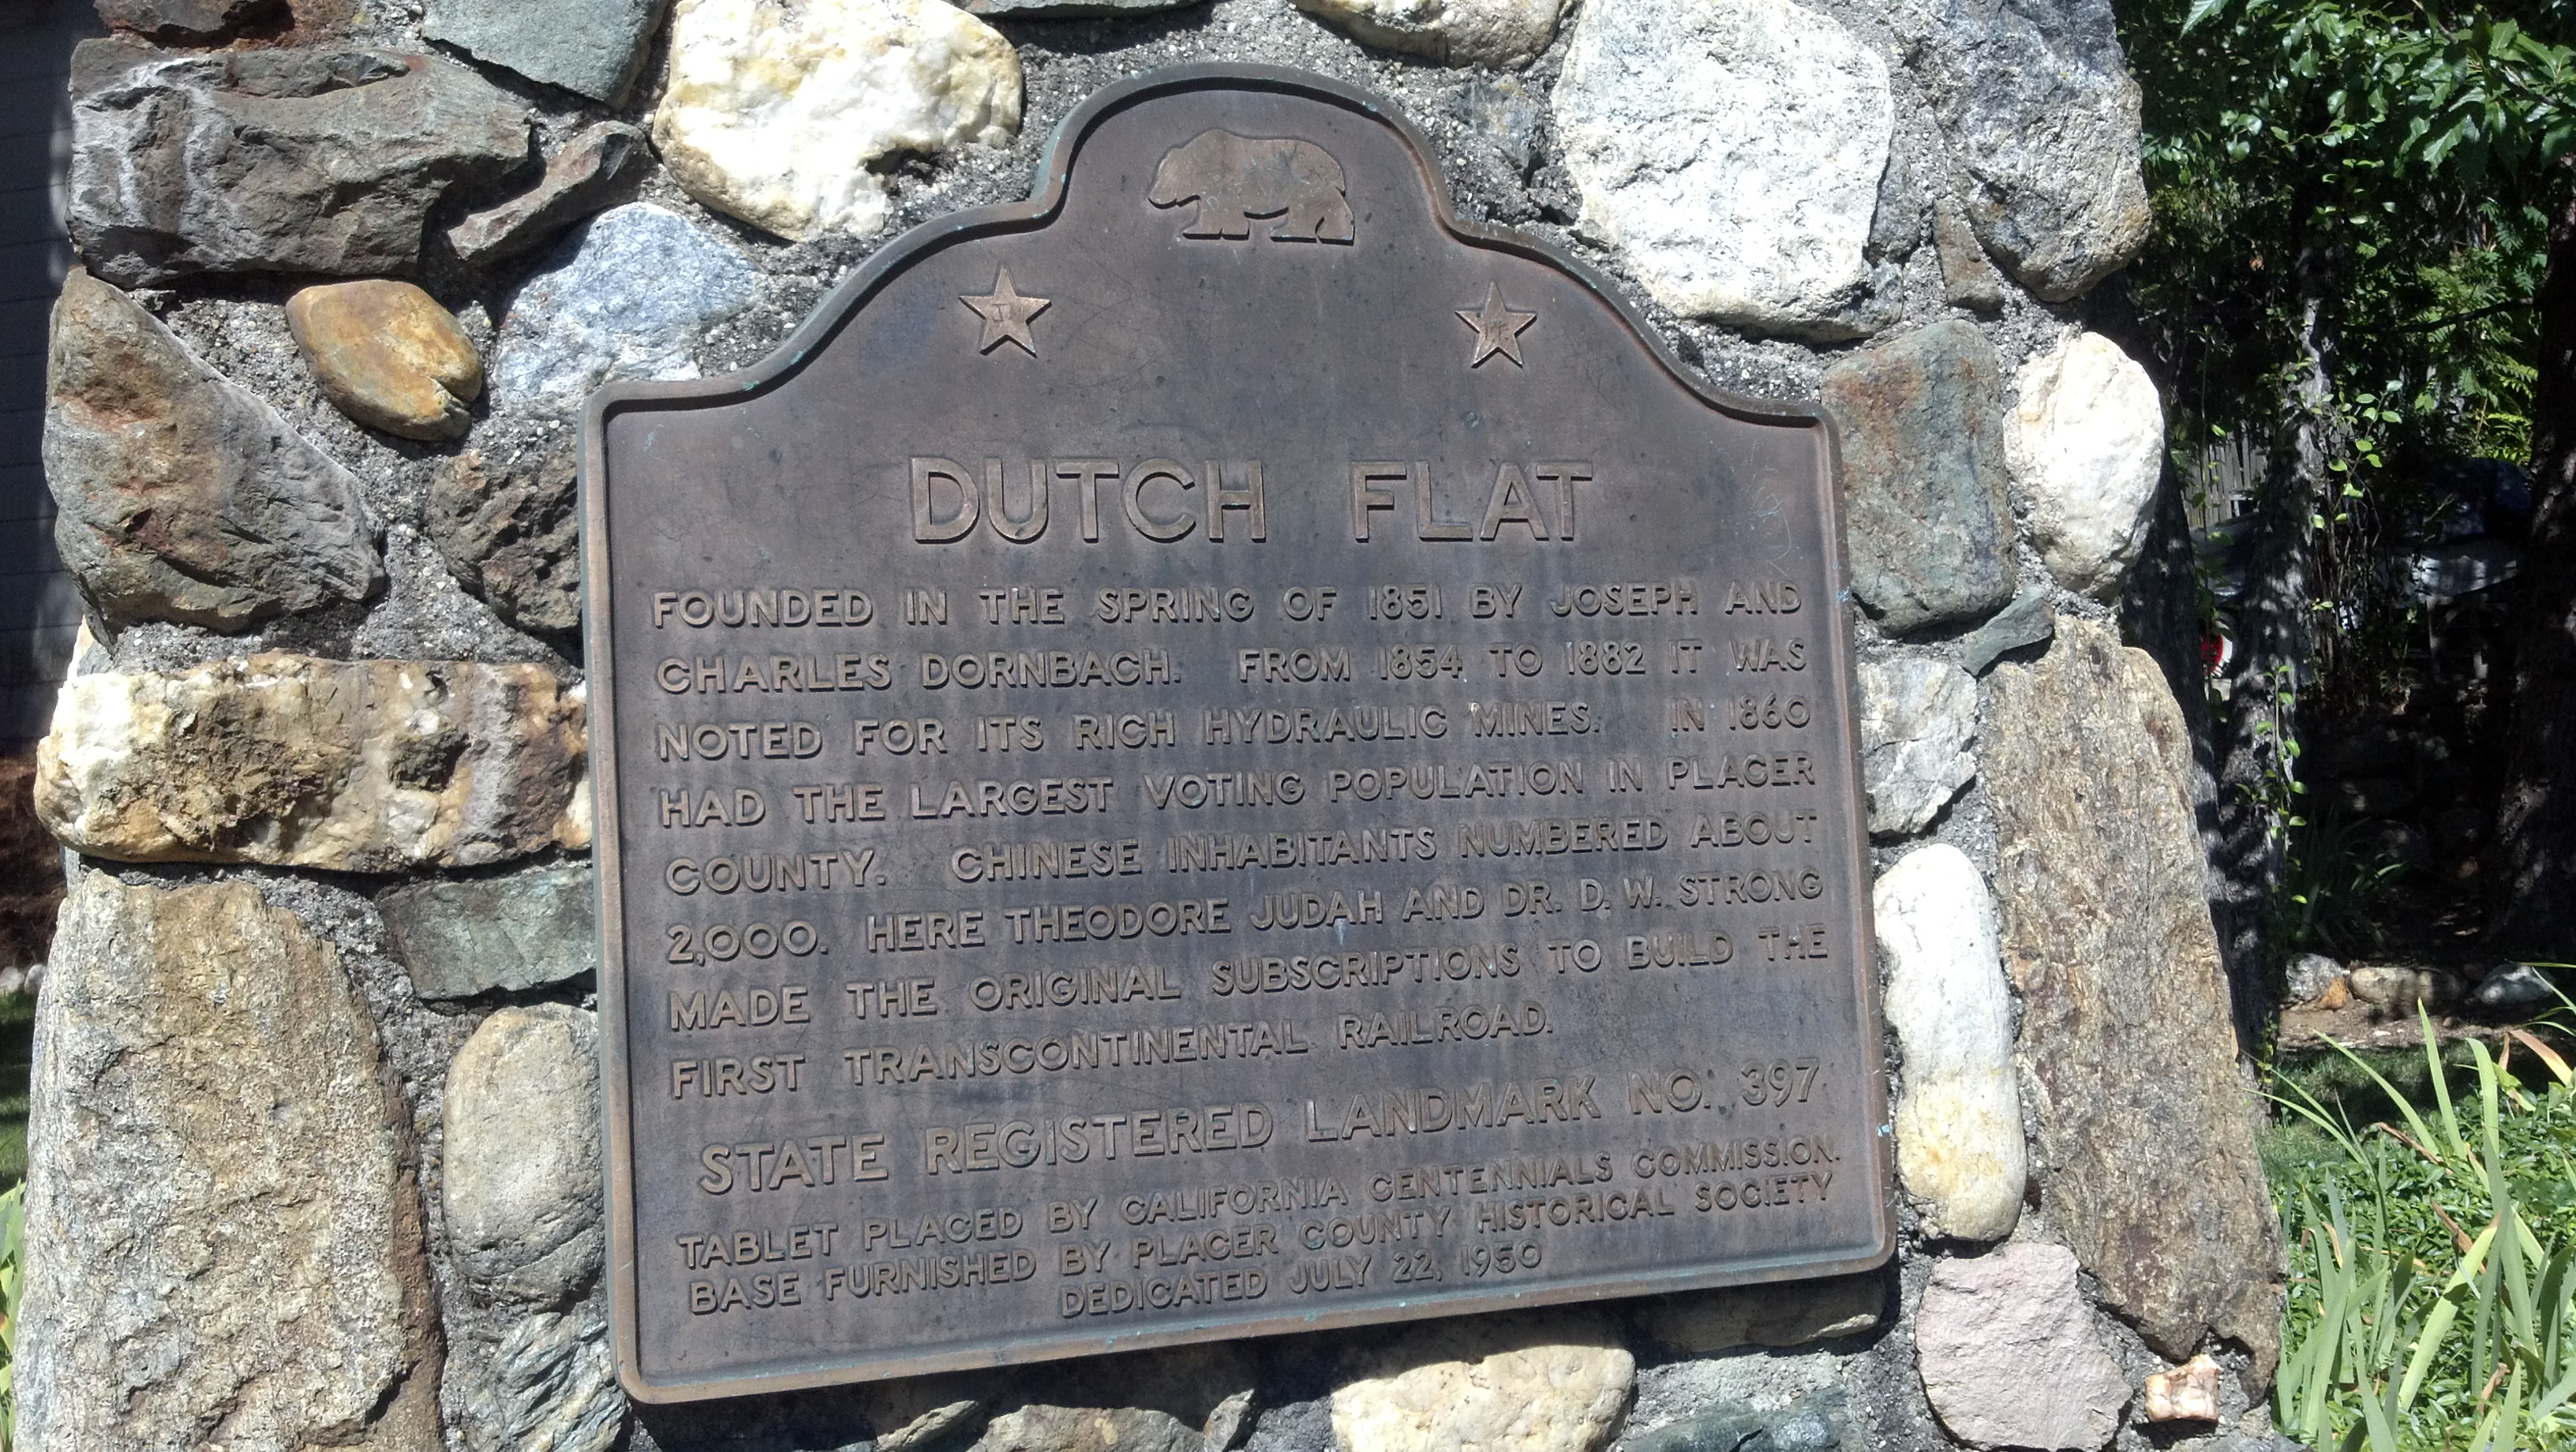 DUTCH FLAT
FOUNDED IN THE SPRING OF 1851 BY JOSEPH AND
CHARLES DORNBACH. FROM 1854 TO 1882 IT WAS
NOTED FOR ITS RICH HYDRAULIC MINES. IN 1860
HAD THE LARGEST VOTING POPULATION IN PLACER
COUNTY. CHINESE INHABITANTS NUMBERED ABOUT
2,000. HERE THEODORE JUDAH AND DR. D. W. STRONG
MADE THE ORIGINAL SUBSCRIPTIONS TO BUILD THE
FIRST TRANSCONTINENTAL RAILROAD.
STATE REGISTERED LANDMARK NO. 397
TABLET PLACED BY CALIFORNIA CENTENNIALS COMMISSION.
BASE FURNISHED BY PLACER COUNTY HISTORICAL SOCIETY
DEDICATED JULY 22, 1950